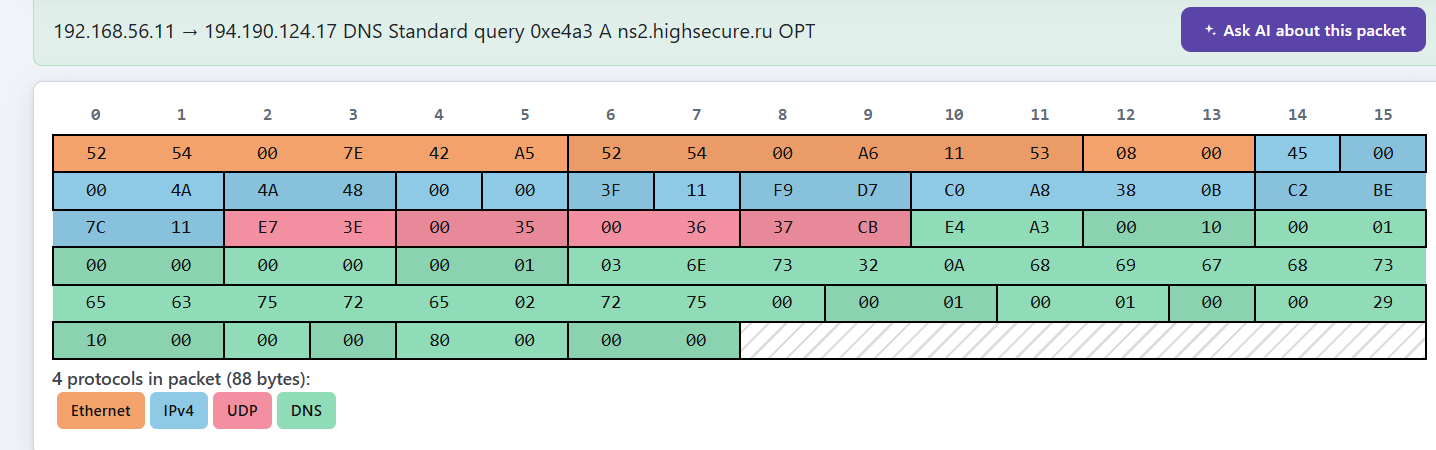 192.168.56.11 → 194.190.124.17 DNS Standard query 0xe4a3 A ns2.highsecure.ru OPT
Ask AI about this packet
0 1 2 3 4 5 6 7 8 9 10 11 12 13 14 15
52 54 00 7E 42 A5 52 54 00 A6 11 53 08 00 45 00
00 4A 4A 48 00 00 3F 11 F9 D7 C0 A8 38 0B C2 BE
7C 11 E7 3E 00 35 00 36 37 CB E4 A3 00 10 00 01
00 00 00 00 00 01 03 6E 73 32 0A 68 69 67 68 73
65 63 75 72 65 02 72 75 00 00 01 00 01 00 00 29
10 00 00 00 80 00 00 00
4 protocols in packet (88 bytes):
Ethernet IPv4 UDP DNS